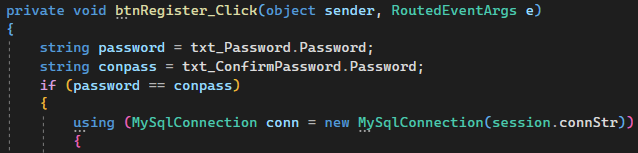 private void btnRegister_Click(object sender, RoutedEventArgs e)
{
string password = txt_Password.Password;
string conpass = txt_ConfirmPassword.Password;
if (password == conpass)
{
using (MySqlConnection conn = new MySqlConnection(session.connStr))
{